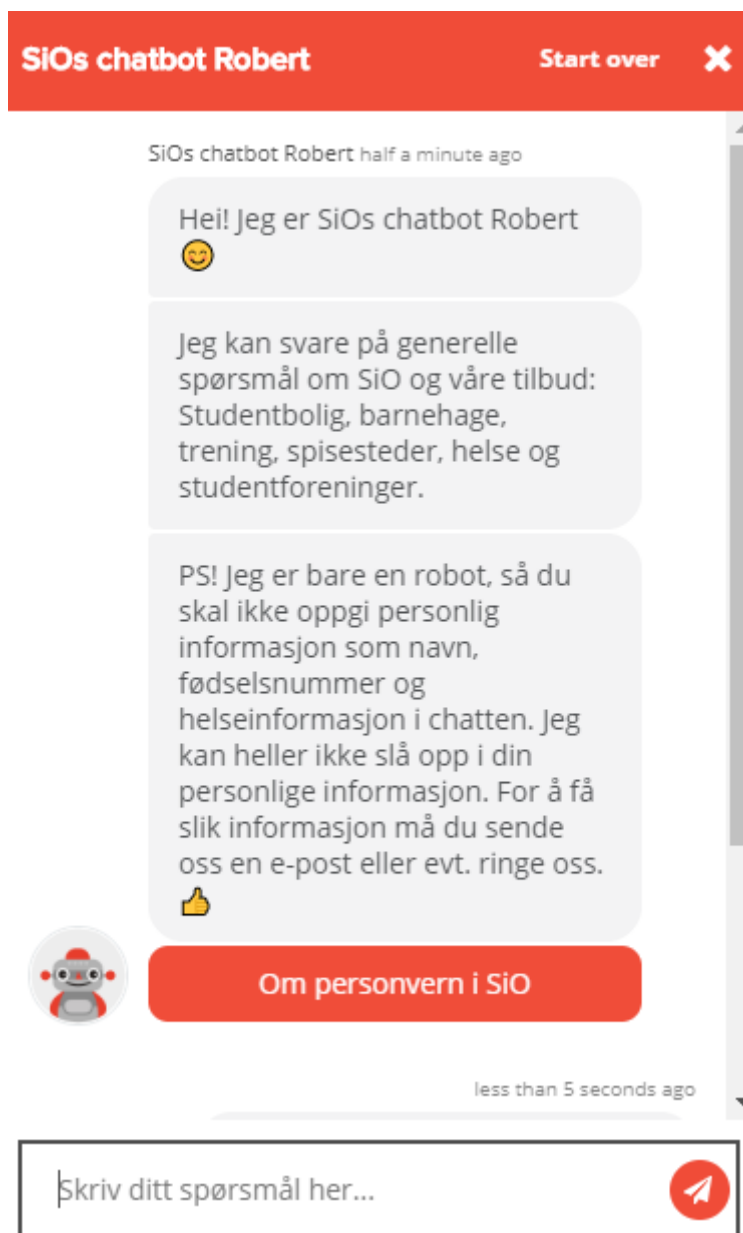 SiOs chatbot Robert
Start over
SiOs chatbot Robert half a minute ago
Hei! Jeg er SiOs chatbot Robert
😊
Jeg kan svare på generelle
spørsmål om SiO og våre tilbud:
Studentbolig, barnehage,
trening, spisesteder, helse og
studentforeninger.
PS! Jeg er bare en robot, så du
skal ikke oppgi personlig
informasjon som navn,
fødselsnummer og
helseinformasjon i chatten. Jeg
kan heller ikke slå opp i din
personlige informasjon. For å få
slik informasjon må du sende
oss en e-post eller evt. ringe oss.
👍
Om personvern i SiO
less than 5 seconds ago
Skriv ditt spørsmål her...